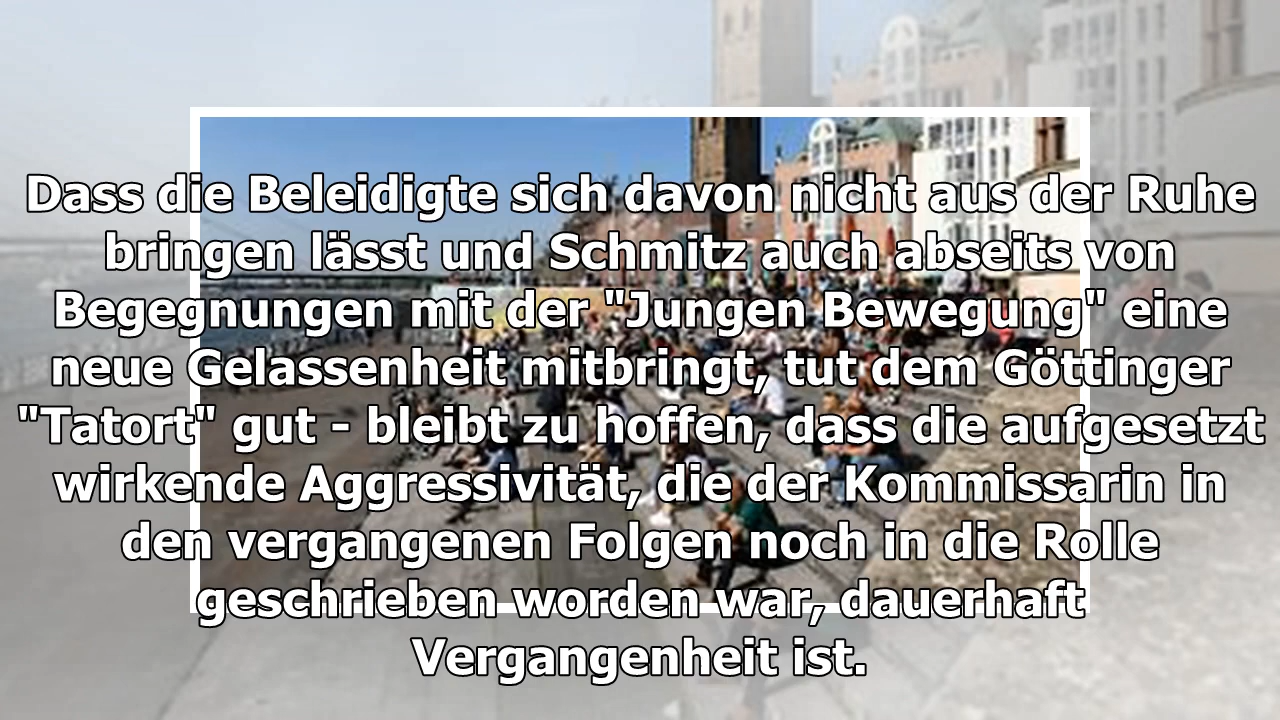 Dass die Beleidigte sich davon nicht aus der Ruhe
bringen lässt und Schmitz auch abseits von
Begegnungen mit der "Jungen Bewegung" eine
neue Gelassenheit mitbringt, tut dem Göttinger
"Tatort" gut - bleibt zu hoffen, dass die aufgesetzt
wirkende Aggressivität, die der Kommissarin in
den vergangenen Folgen noch in die Rolle
geschrieben worden war, dauerhaft
Vergangenheit ist.